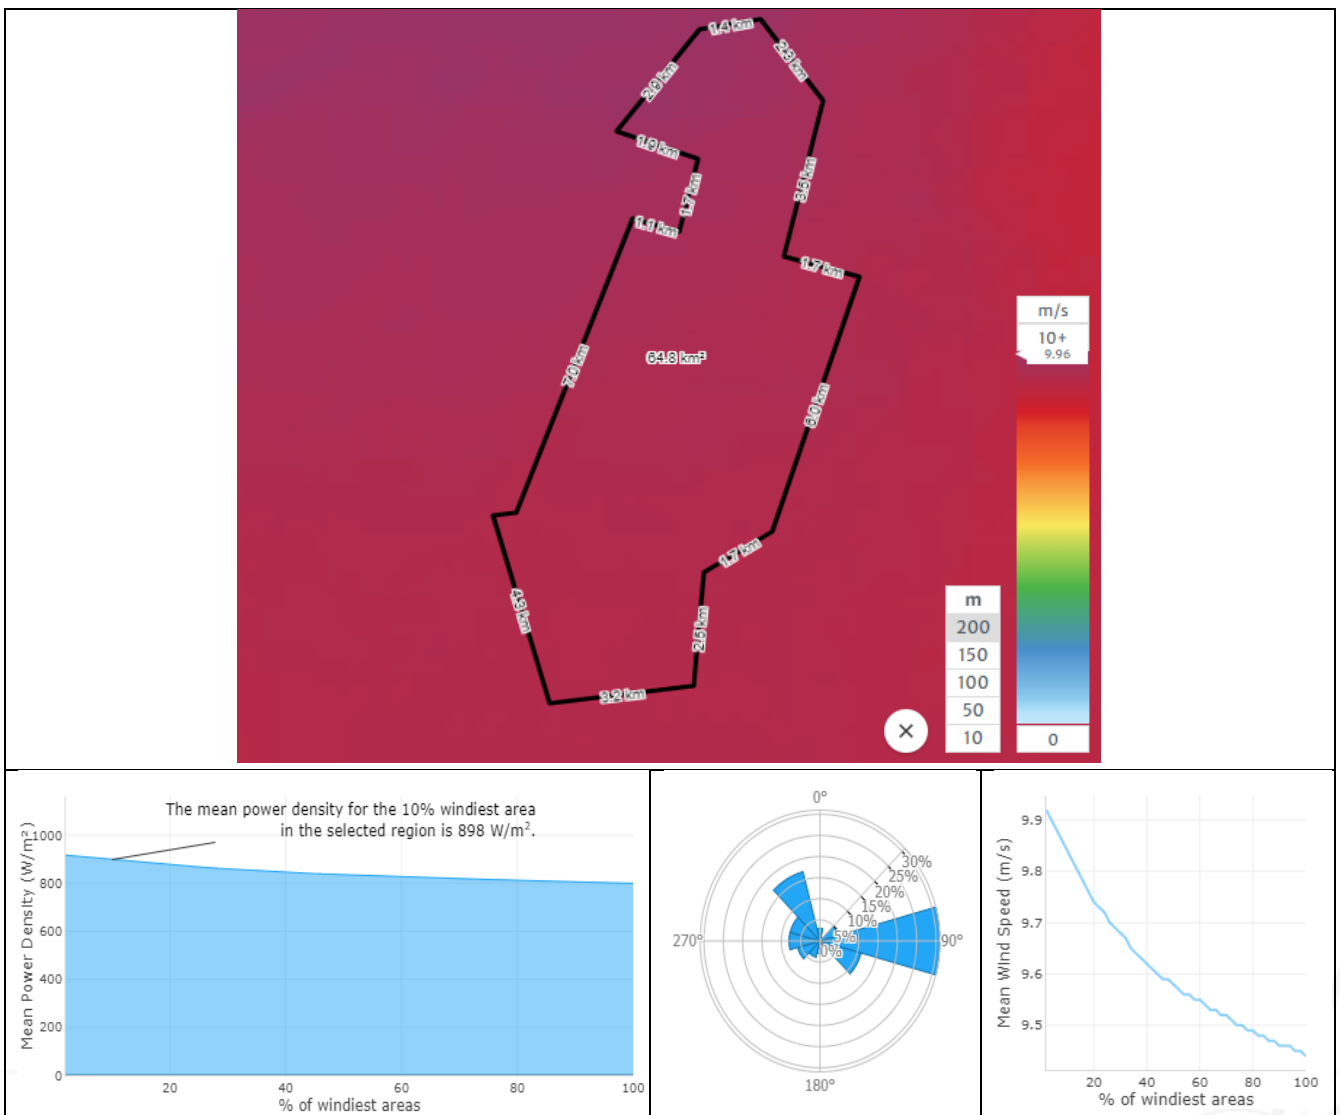 1.4 km
2.3 km
2.9 km
1.9 km
1.7 km
3.5 km
1.1 km
1.7 km
64.8 km²
7.0 km
6.0 km
1.7 km
4.3 km
2.5 km
3.2 km
m/s
10+
9.96
0
m
200
150
100
50
10
The mean power density for the 10% windiest area
in the selected region is 898 W/m².
Mean Power Density (W/m²)
1000
800
600
400
200
0
20 40 60 80 100
% of windiest areas
0°
30%
25%
20%
15%
10%
5%
0%
270°
90°
180°
Mean Wind Speed (m/s)
9.9
9.8
9.7
9.6
9.5
20 40 60 80 100
% of windiest areas